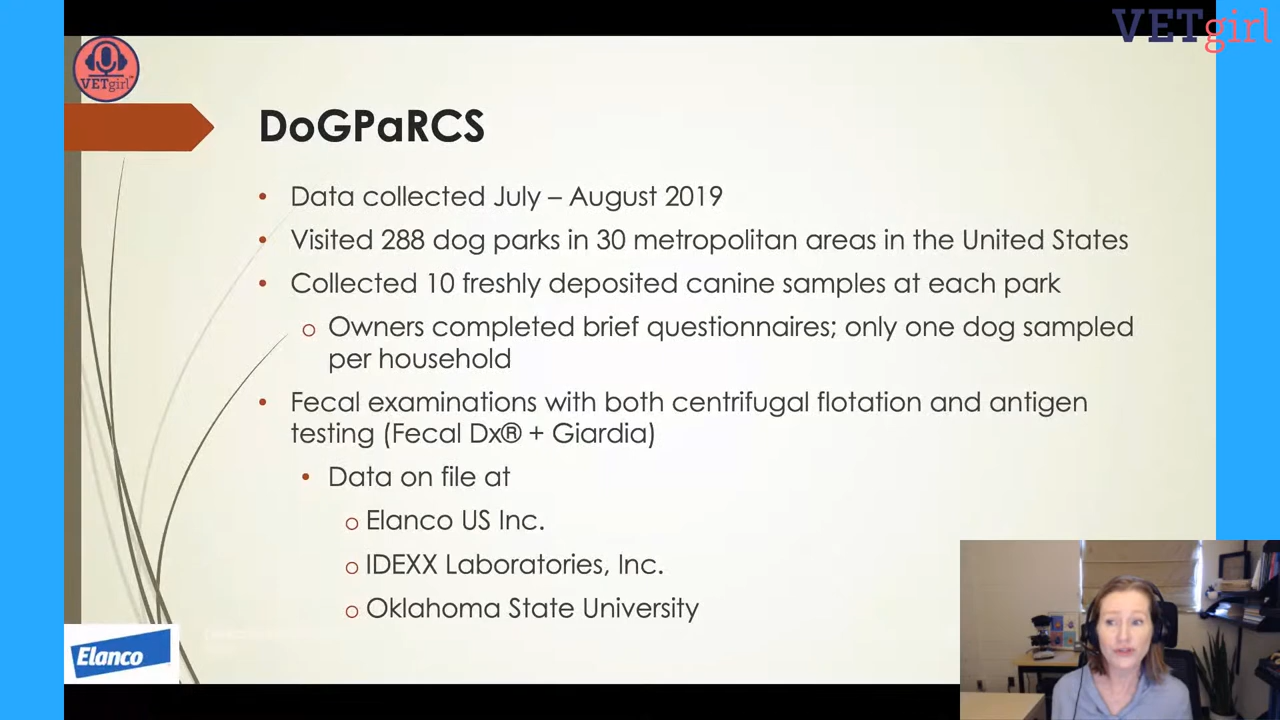 VETgirl
VETgirl
DoGPaRCS
• Data collected July – August 2019
• Visited 288 dog parks in 30 metropolitan areas in the United States
• Collected 10 freshly deposited canine samples at each park
o Owners completed brief questionnaires; only one dog sampled
per household
• Fecal examinations with both centrifugal flotation and antigen
testing (Fecal Dx® + Giardia)
• Data on file at
o Elanco US Inc.
o IDEXX Laboratories, Inc.
o Oklahoma State University
Elanco